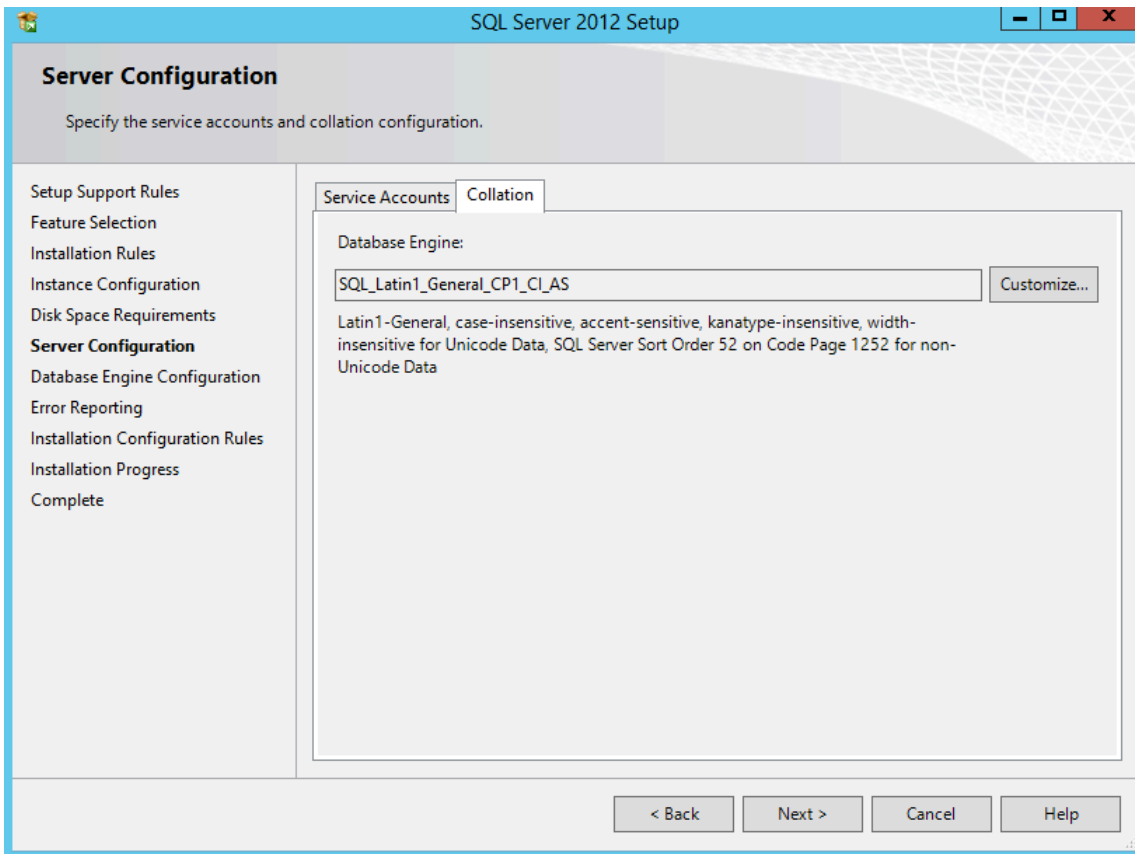 SQL Server 2012 Setup
Server Configuration
Specify the service accounts and collation configuration.
Setup Support Rules
Feature Selection
Installation Rules
Instance Configuration
Disk Space Requirements
Server Configuration
Database Engine Configuration
Error Reporting
Installation Configuration Rules
Installation Progress
Complete
Service Accounts Collation
Database Engine:
SQL_Latin1_General_CP1_CI_AS Customize...
Latin1-General, case-insensitive, accent-sensitive, kanatype-insensitive, width-
insensitive for Unicode Data, SQL Server Sort Order 52 on Code Page 1252 for non-
Unicode Data
< Back Next > Cancel Help